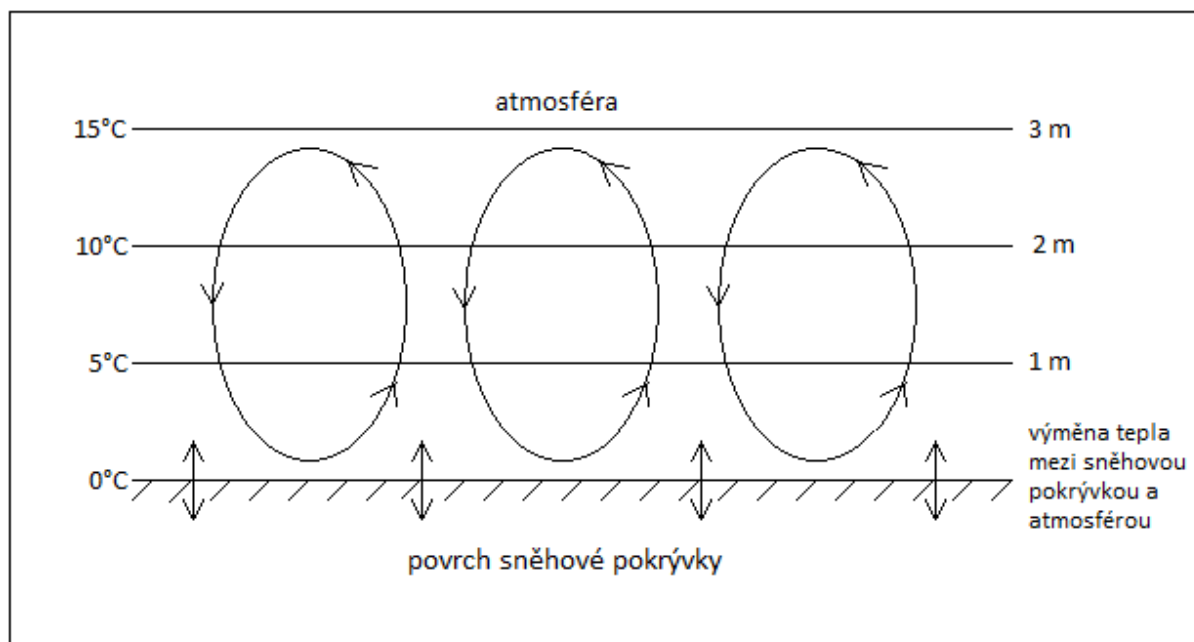 atmosféra
15°C
3 m
10°C
2 m
5°C
1 m
výměna tepla
mezi sněhovou
pokrývkou a
atmosférou
0°C
povrch sněhové pokrývky